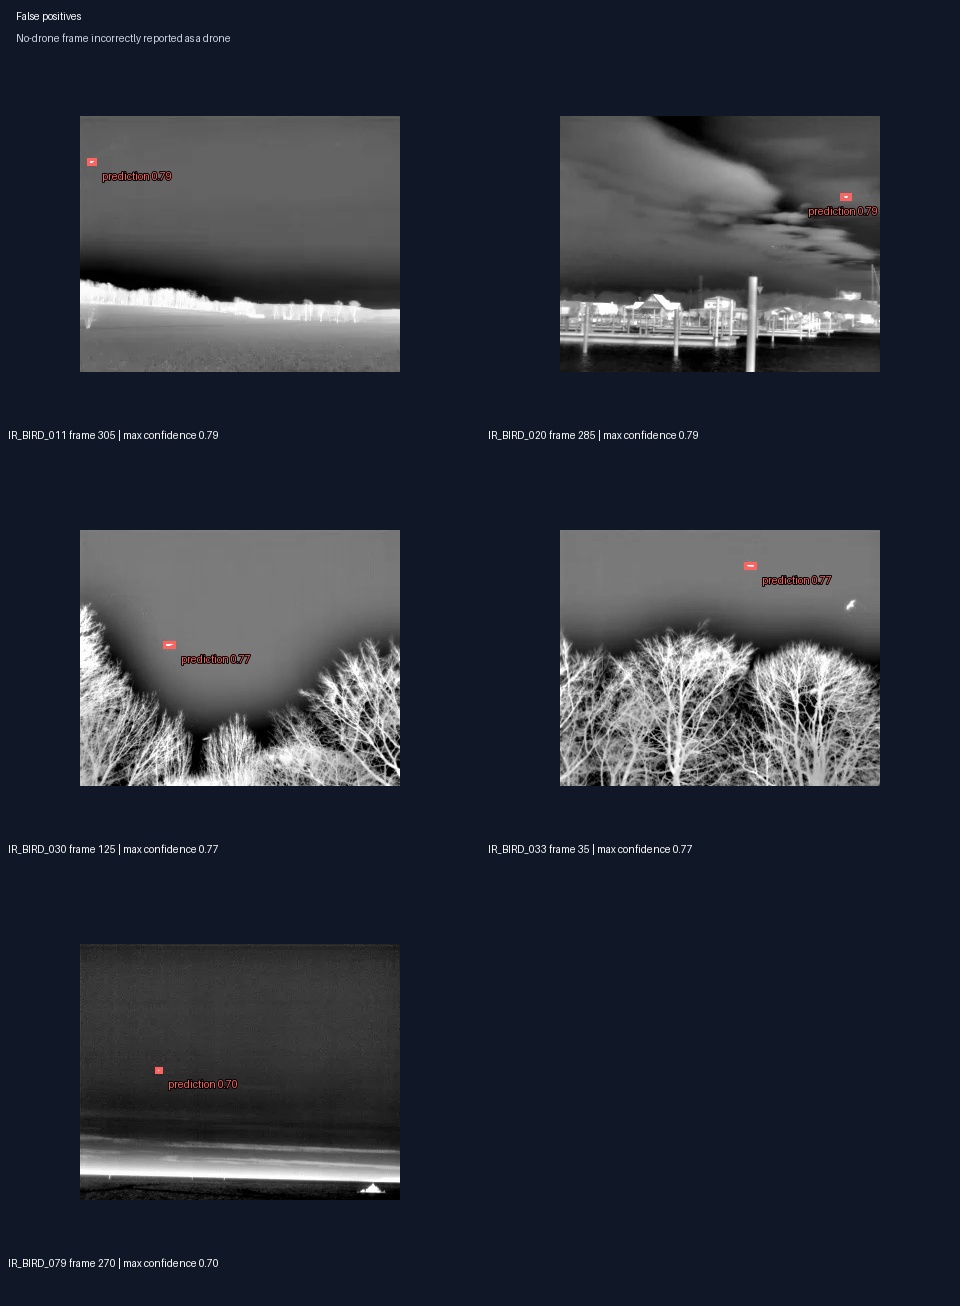 False positives
No-drone frame incorrectly reported as a drone
prediction 0.79
prediction 0.79
IR_BIRD_011 frame 305 | max confidence 0.79
IR_BIRD_020 frame 285 | max confidence 0.79
prediction 0.77
prediction 0.77
IR_BIRD_030 frame 125 | max confidence 0.77
IR_BIRD_033 frame 35 | max confidence 0.77
prediction 0.70
IR_BIRD_079 frame 270 | max confidence 0.70